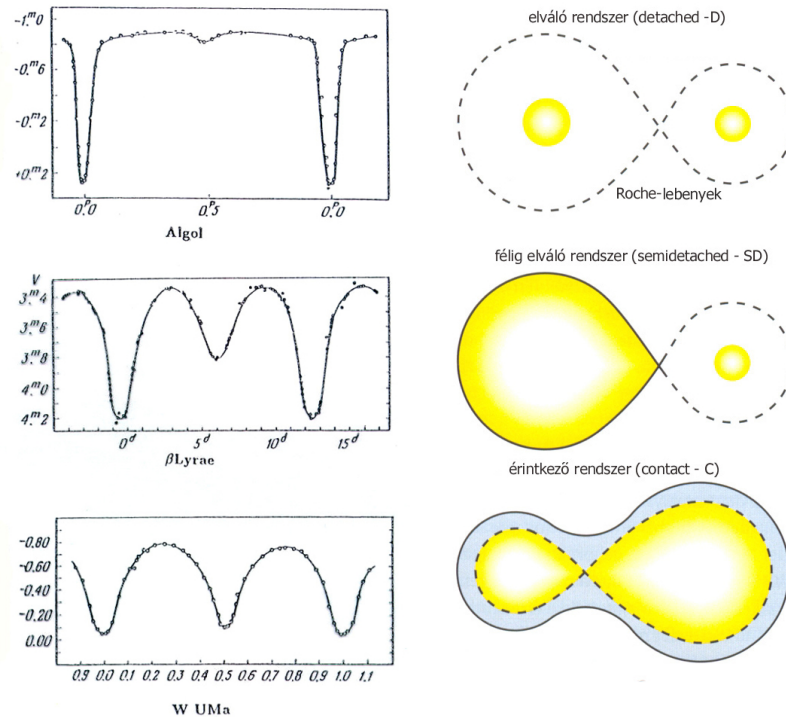 -1.ᵐ0
-0.ᵐ6
-0.ᵐ2
+0.ᵐ2
0.ᴾ0 0.ᴾ5 0.ᴾ0
Algol
elváló rendszer (detached -D)
Roche-lebenyek
V
3.ᵐ4
3.ᵐ6
3.ᵐ8
4.ᵐ0
4.ᵐ2
0ᵈ 5ᵈ 10ᵈ 15ᵈ
βLyrae
félig elváló rendszer (semidetached - SD)
-0.80
-0.60
-0.40
-0.20
0.00
0.9 0.0 0.1 0.2 0.3 0.4 0.5 0.6 0.7 0.8 0.9 1.0 1.1
W UMa
érintkező rendszer (contact - C)